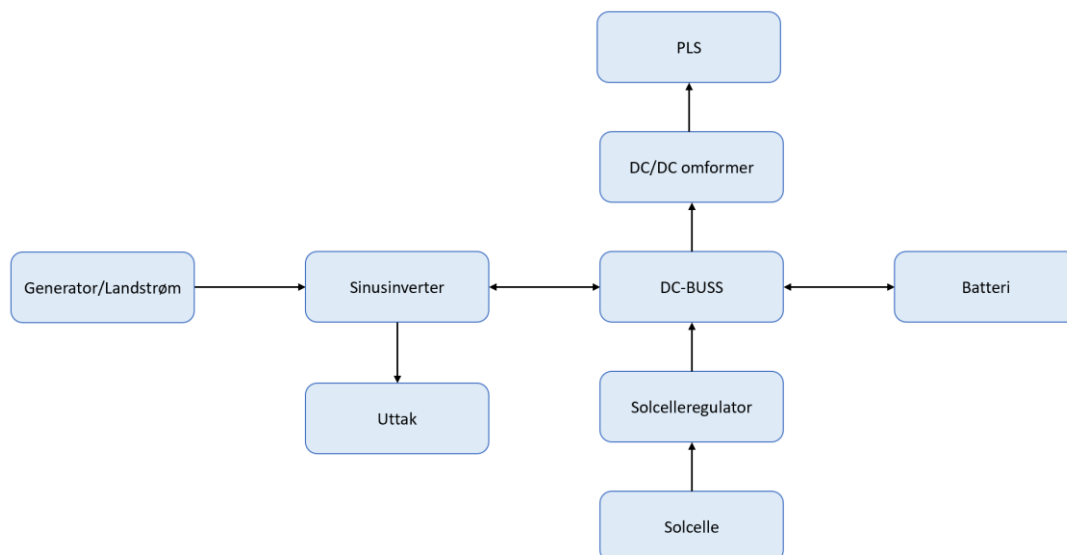 PLS
DC/DC omformer
Generator/Landstrøm
Sinusinverter
DC-BUSS
Batteri
Uttak
Solcelleregulator
Solcelle